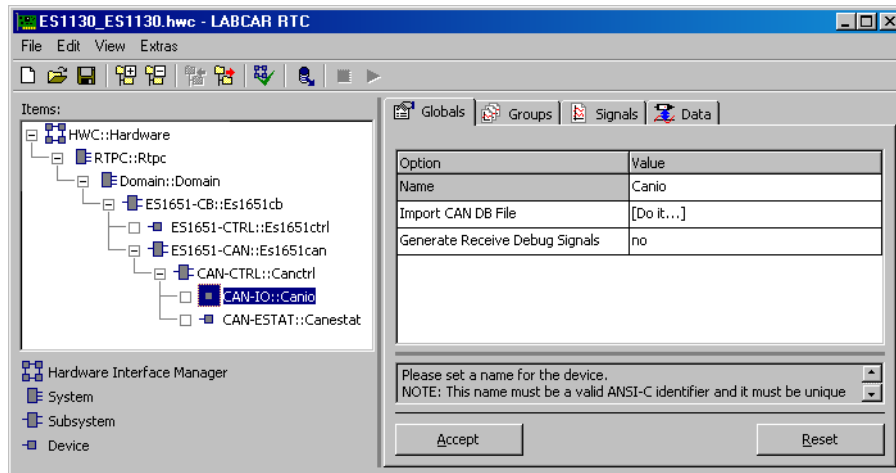 ES1130_ES1130.hwc - LABCAR RTC
File Edit View Extras
Items:
HWC::Hardware
RTPC::Rtpc
Domain::Domain
ES1651-CB::Es1651cb
ES1651-CTRL::Es1651ctrl
ES1651-CAN::Es1651can
CAN-CTRL::Canctrl
CAN-IO::Canio
CAN-ESTAT::Canestat
Hardware Interface Manager
System
Subsystem
Device
Globals Groups Signals Data
Option Value
Name Canio
Import CAN DB File [Do it...]
Generate Receive Debug Signals no
Please set a name for the device.
NOTE: This name must be a valid ANSI-C identifier and it must be unique
Accept Reset